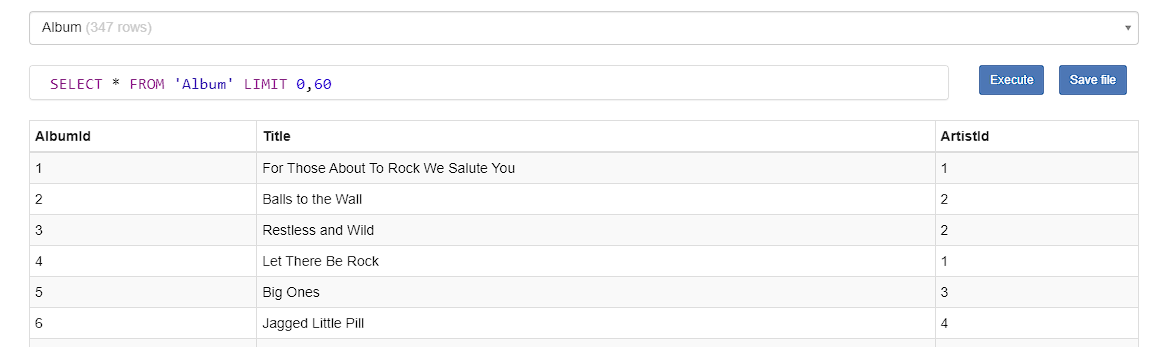 Album (347 rows)
SELECT * FROM 'Album' LIMIT 0,60
Execute
Save file
AlbumId Title ArtistId
1 For Those About To Rock We Salute You 1
2 Balls to the Wall 2
3 Restless and Wild 2
4 Let There Be Rock 1
5 Big Ones 3
6 Jagged Little Pill 4